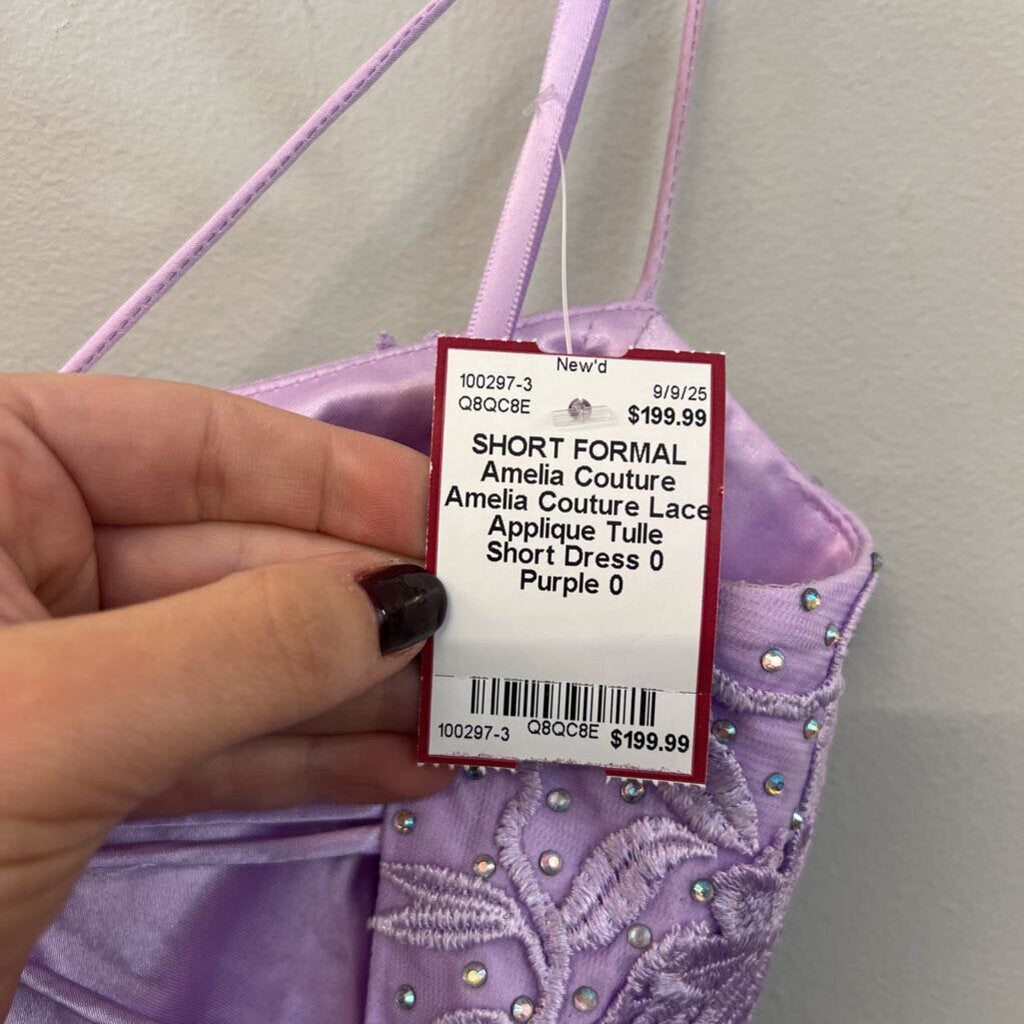 New'd
100297-3 9/9/25
Q8QC8E $199.99
SHORT FORMAL
Amelia Couture
Amelia Couture Lace
Applique Tulle
Short Dress 0
Purple 0
100297-3 Q8QC8E $199.99